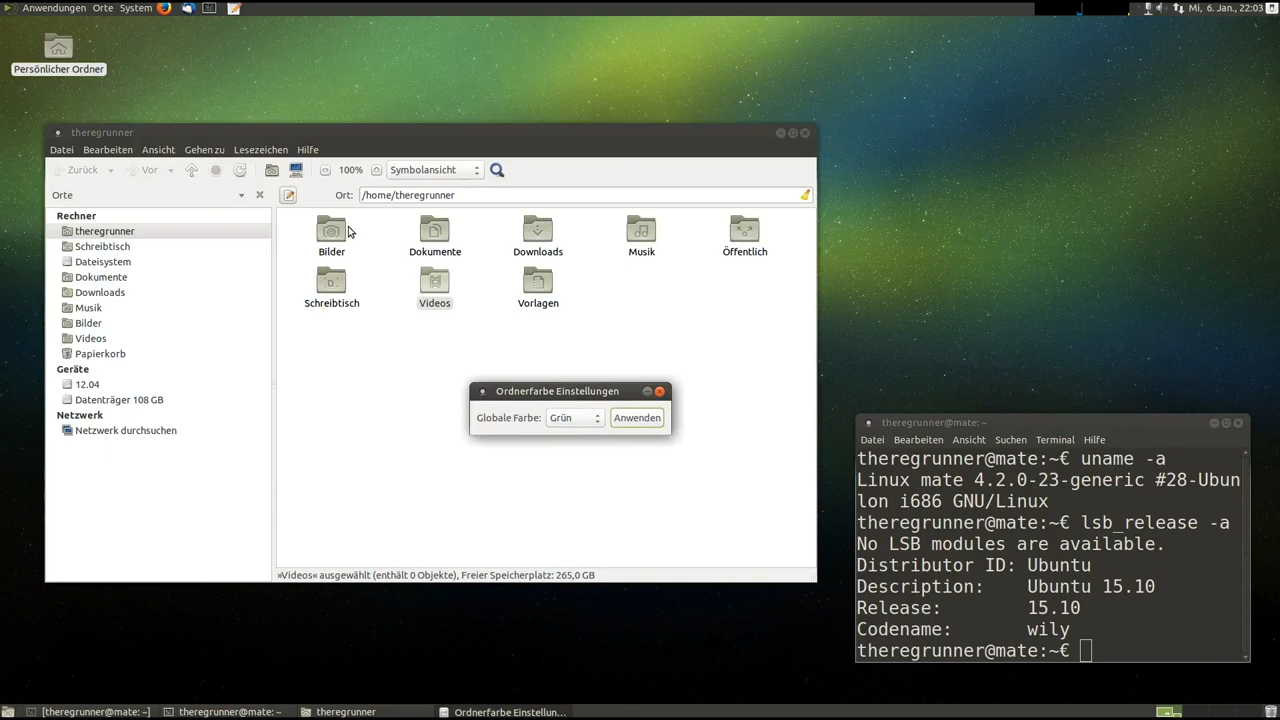 Anwendungen Orte System Mi, 6. Jan., 22:03
Persönlicher Ordner
theregrunner
Datei Bearbeiten Ansicht Gehen zu Lesezeichen Hilfe
Zurück Vor 100% Symbolansicht
Orte Ort: /home/theregrunner
Rechner
theregrunner
Schreibtisch
Dateisystem
Dokumente
Downloads
Musik
Bilder
Videos
Papierkorb
Geräte
12.04
Datenträger 108 GB
Netzwerk
Netzwerk durchsuchen
Bilder Dokumente Downloads Musik Öffentlich
Schreibtisch Videos Vorlagen
»Videos« ausgewählt (enthält 0 Objekte), Freier Speicherplatz: 265,0 GB
Ordnerfarbe Einstellungen
Globale Farbe: Grün Anwenden
theregrunner@mate: ~
Datei Bearbeiten Ansicht Suchen Terminal Hilfe
theregrunner@mate:~€ uname -a
Linux mate 4.2.0-23-generic #28-Ubun
lon i686 GNU/Linux
theregrunner@mate:~€ lsb_release -a
No LSB modules are available.
Distributor ID: Ubuntu
Description: Ubuntu 15.10
Release: 15.10
Codename: wily
theregrunner@mate:~€
[theregrunner@mate: ~] theregrunner@mate: ~ theregrunner Ordnerfarbe Einstellun...